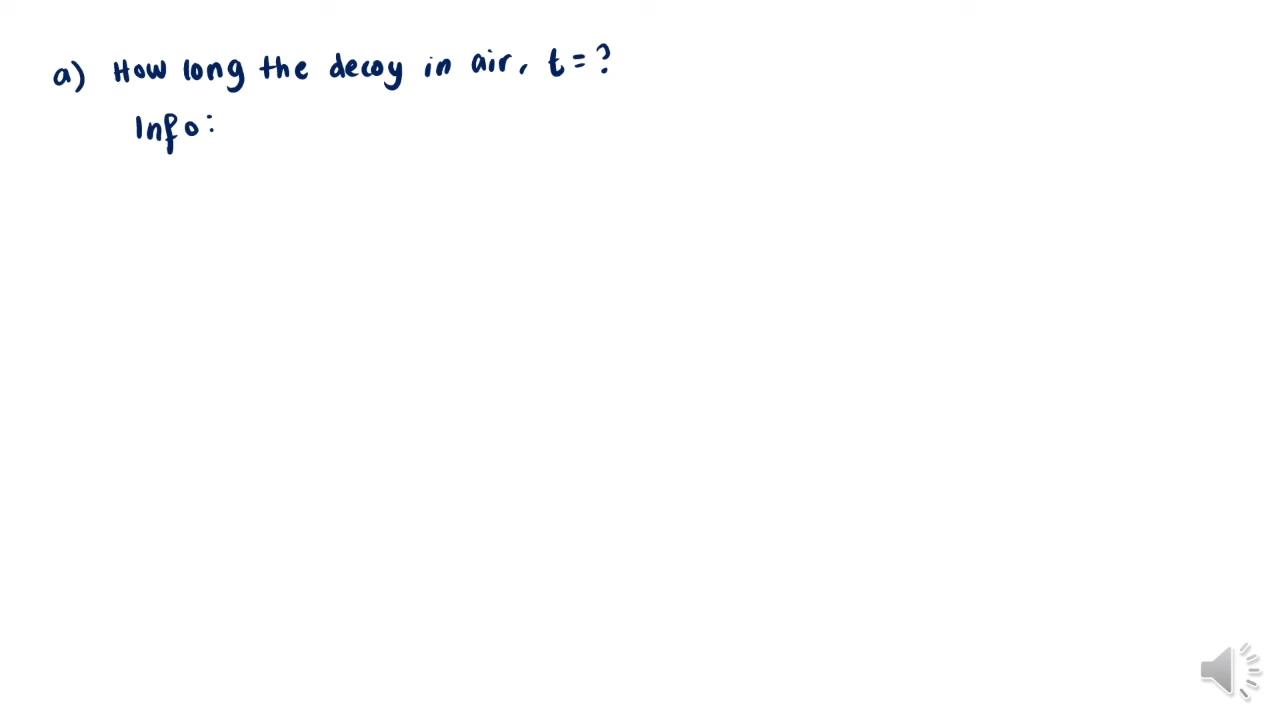 a) How long the decoy in air, t = ?
Info: